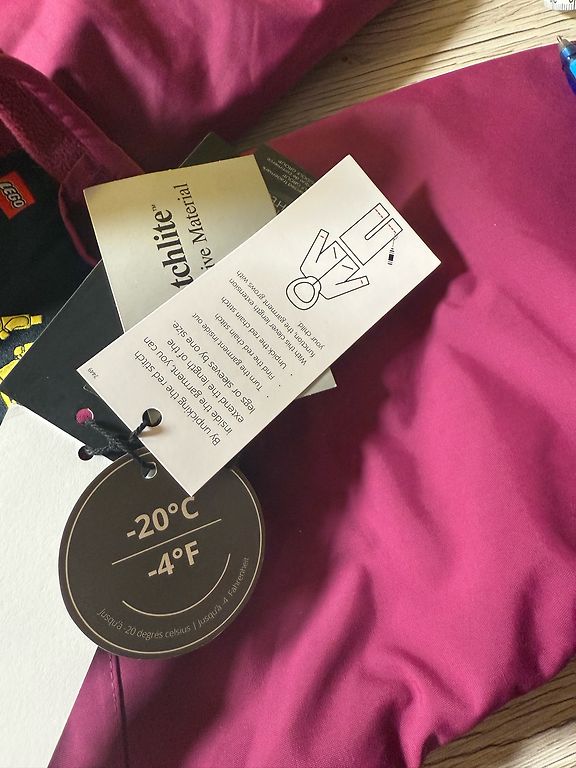 LEGO
tchlite™
ive Material
By unpicking the red stitch
inside the garment you can
extend the length of the
legs or sleeves by one size.
Turn the garment inside out
Find the red chain stitch
Unpick the red chain stitch
With this clever length extension
function, the garment grows with
your child
-20°C
-4°F
Jusqu'à -20 degrés celsius | Jusqu'à -4 Fahrenheit